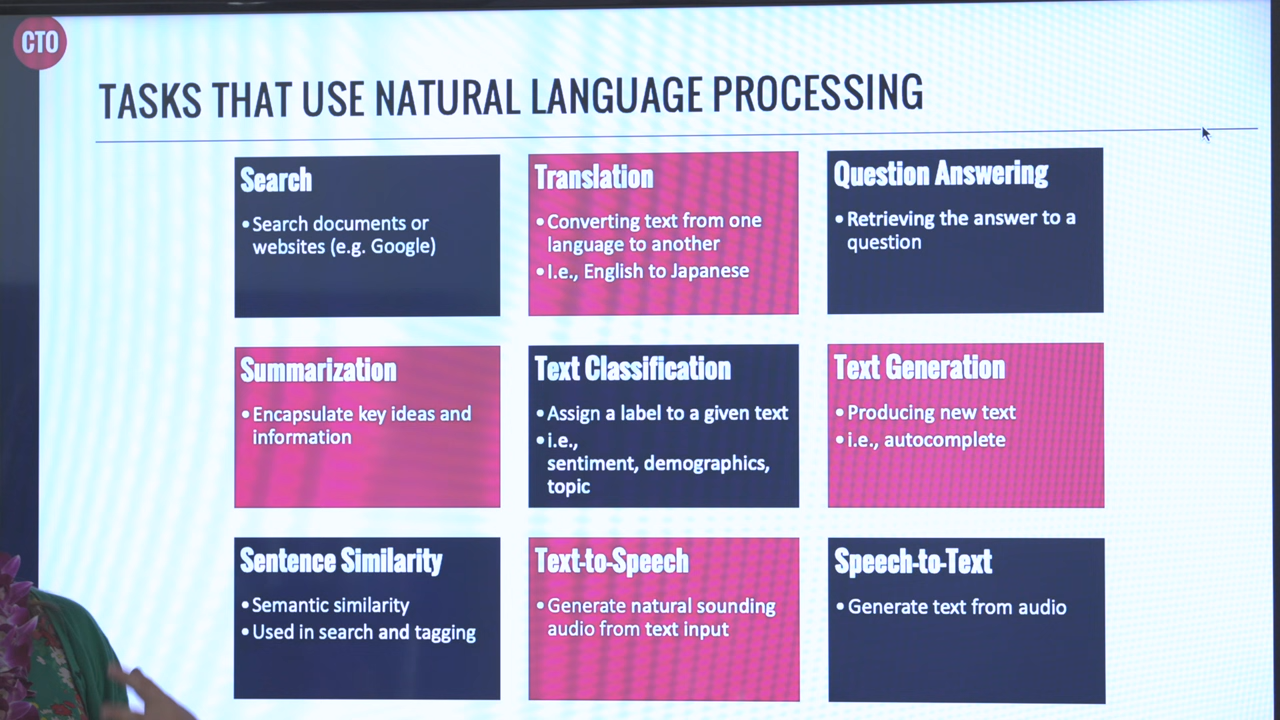 CTO
TASKS THAT USE NATURAL LANGUAGE PROCESSING
Search
•Search documents or
websites (e.g. Google)
Translation
•Converting text from one
language to another
•I.e., English to Japanese
Question Answering
•Retrieving the answer to a
question
Summarization
•Encapsulate key ideas and
information
Text Classification
•Assign a label to a given text
•i.e.,
sentiment, demographics,
topic
Text Generation
•Producing new text
•i.e., autocomplete
Sentence Similarity
•Semantic similarity
•Used in search and tagging
Text-to-Speech
•Generate natural sounding
audio from text input
Speech-to-Text
•Generate text from audio